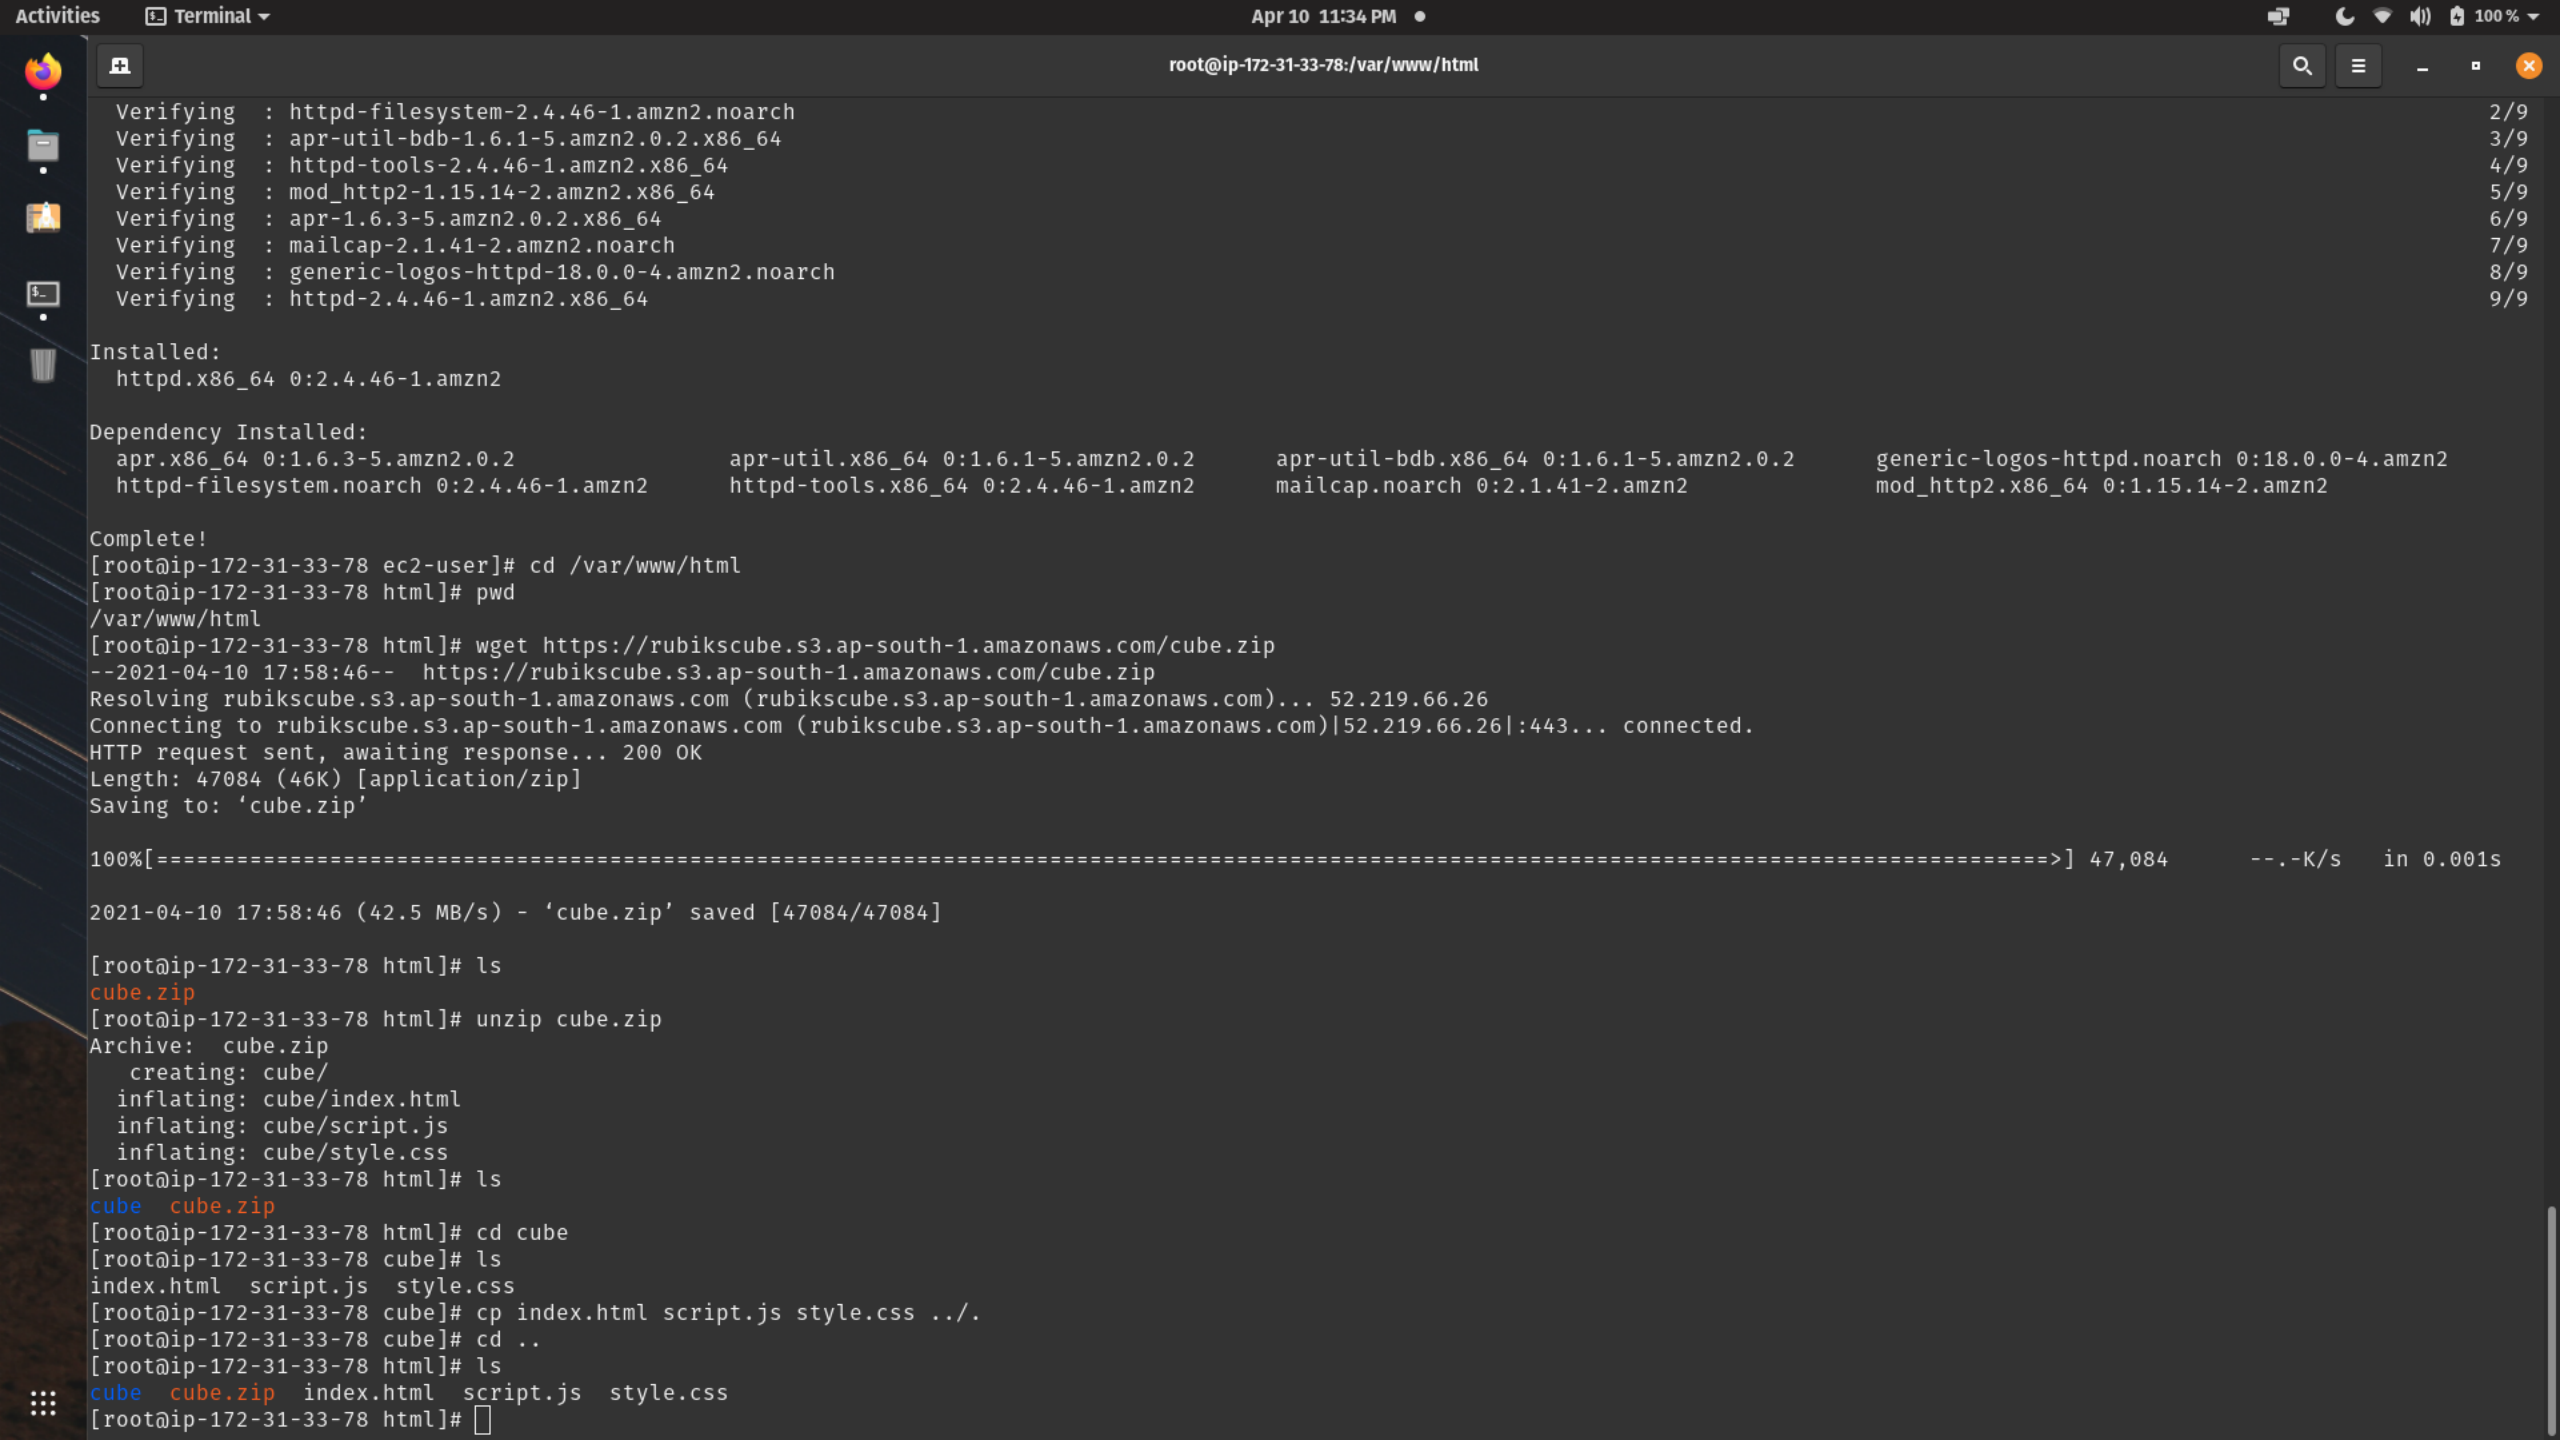 Activities Terminal Apr 10 11:34 PM 100 %
root@ip-172-31-33-78:/var/www/html
  Verifying  : httpd-filesystem-2.4.46-1.amzn2.noarch 2/9
  Verifying  : apr-util-bdb-1.6.1-5.amzn2.0.2.x86_64 3/9
  Verifying  : httpd-tools-2.4.46-1.amzn2.x86_64 4/9
  Verifying  : mod_http2-1.15.14-2.amzn2.x86_64 5/9
  Verifying  : apr-1.6.3-5.amzn2.0.2.x86_64 6/9
  Verifying  : mailcap-2.1.41-2.amzn2.noarch 7/9
  Verifying  : generic-logos-httpd-18.0.0-4.amzn2.noarch 8/9
  Verifying  : httpd-2.4.46-1.amzn2.x86_64 9/9
Installed:
  httpd.x86_64 0:2.4.46-1.amzn2
Dependency Installed:
  apr.x86_64 0:1.6.3-5.amzn2.0.2 apr-util.x86_64 0:1.6.1-5.amzn2.0.2 apr-util-bdb.x86_64 0:1.6.1-5.amzn2.0.2 generic-logos-httpd.noarch 0:18.0.0-4.amzn2
  httpd-filesystem.noarch 0:2.4.46-1.amzn2 httpd-tools.x86_64 0:2.4.46-1.amzn2 mailcap.noarch 0:2.1.41-2.amzn2 mod_http2.x86_64 0:1.15.14-2.amzn2
Complete!
[root@ip-172-31-33-78 ec2-user]# cd /var/www/html
[root@ip-172-31-33-78 html]# pwd
/var/www/html
[root@ip-172-31-33-78 html]# wget https://rubikscube.s3.ap-south-1.amazonaws.com/cube.zip
--2021-04-10 17:58:46--  https://rubikscube.s3.ap-south-1.amazonaws.com/cube.zip
Resolving rubikscube.s3.ap-south-1.amazonaws.com (rubikscube.s3.ap-south-1.amazonaws.com)... 52.219.66.26
Connecting to rubikscube.s3.ap-south-1.amazonaws.com (rubikscube.s3.ap-south-1.amazonaws.com)|52.219.66.26|:443... connected.
HTTP request sent, awaiting response... 200 OK
Length: 47084 (46K) [application/zip]
Saving to: ‘cube.zip’
100%[==============================================================================================================================================>] 47,084 --.-K/s in 0.001s
2021-04-10 17:58:46 (42.5 MB/s) - ‘cube.zip’ saved [47084/47084]
[root@ip-172-31-33-78 html]# ls
cube.zip
[root@ip-172-31-33-78 html]# unzip cube.zip
Archive:  cube.zip
   creating: cube/
  inflating: cube/index.html
  inflating: cube/script.js
  inflating: cube/style.css
[root@ip-172-31-33-78 html]# ls
cube  cube.zip
[root@ip-172-31-33-78 html]# cd cube
[root@ip-172-31-33-78 cube]# ls
index.html  script.js  style.css
[root@ip-172-31-33-78 cube]# cp index.html script.js style.css ../.
[root@ip-172-31-33-78 cube]# cd ..
[root@ip-172-31-33-78 html]# ls
cube  cube.zip  index.html  script.js  style.css
[root@ip-172-31-33-78 html]#